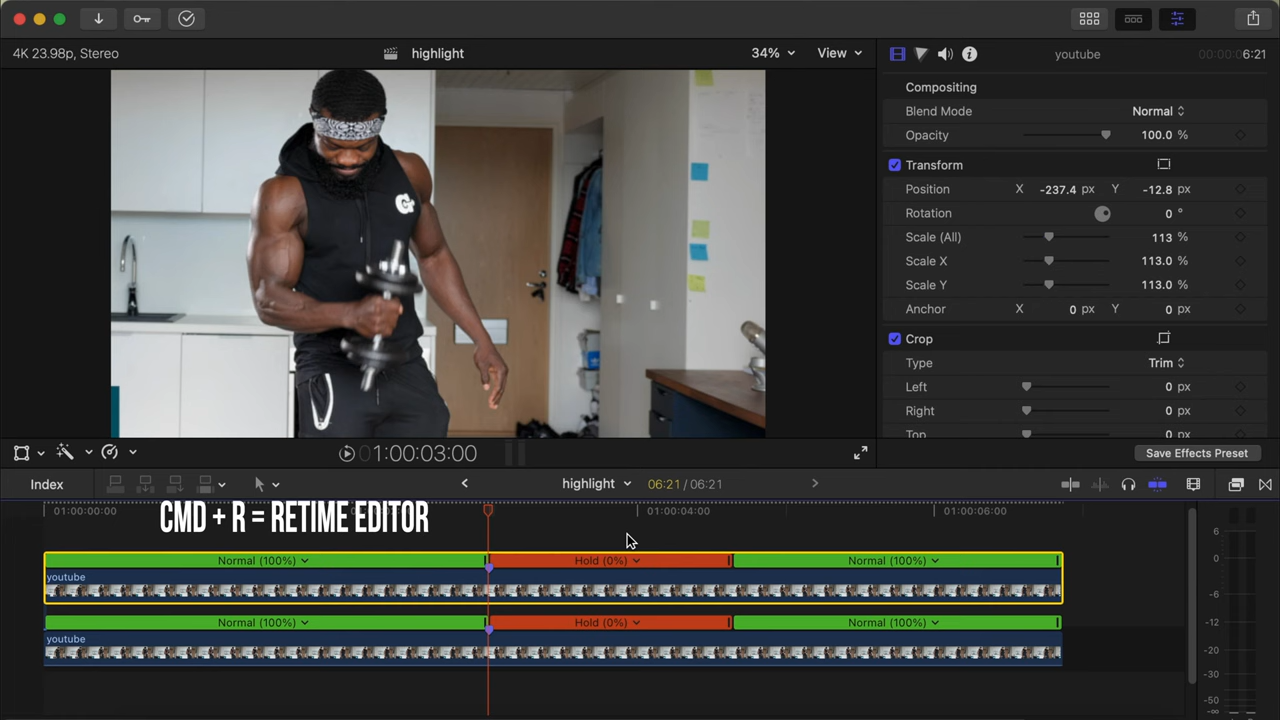 4K 23.98p, Stereo
highlight
34%
View
youtube
00:00:00:06:21
Compositing
Blend Mode
Normal
Opacity
100.0 %
Transform
Position
X -237.4 px Y -12.8 px
Rotation
0 °
Scale (All)
113 %
Scale X
113.0 %
Scale Y
113.0 %
Anchor
X 0 px Y 0 px
Crop
Type
Trim
Left
0 px
Right
0 px
Top
0 px
01:00:03:00
Save Effects Preset
Index
highlight
06:21 / 06:21
01:00:00:00
01:00:04:00
01:00:06:00
CMD + R = RETIME EDITOR
Normal (100%)
Hold (0%)
Normal (100%)
youtube
Normal (100%)
Hold (0%)
Normal (100%)
youtube
6
0
-6
-12
-20
-30
-50
-∞